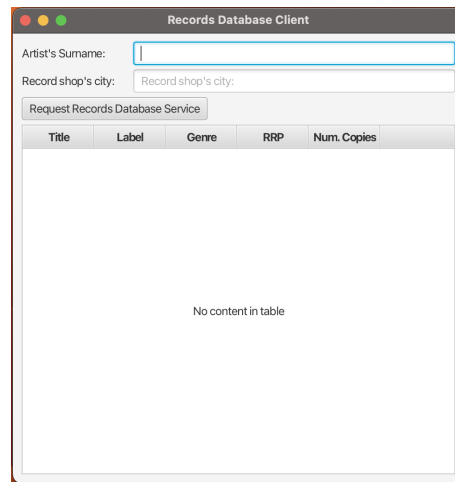 Records Database Client
Artist's Surname:
Record shop's city: Record shop's city:
Request Records Database Service
Title Label Genre RRP Num. Copies
No content in table